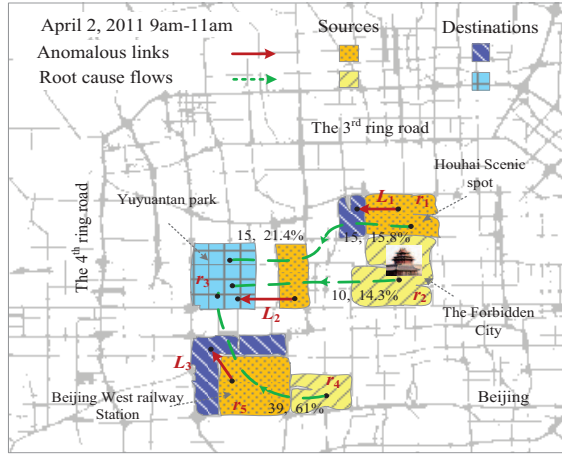 April 2, 2011 9am-11am
Sources
Destinations
Anomalous links
Root cause flows
The 3rd ring road
Houhai Scenic
spot
Yuyuantan park
The 4th ring road
L1
r1
15, 21.4%
15, 15.8%
r3
L2
10, 14.3%
r2
The Forbidden
City
L3
r4
Beijing West railway
Station
r5
39, 61%
Beijing